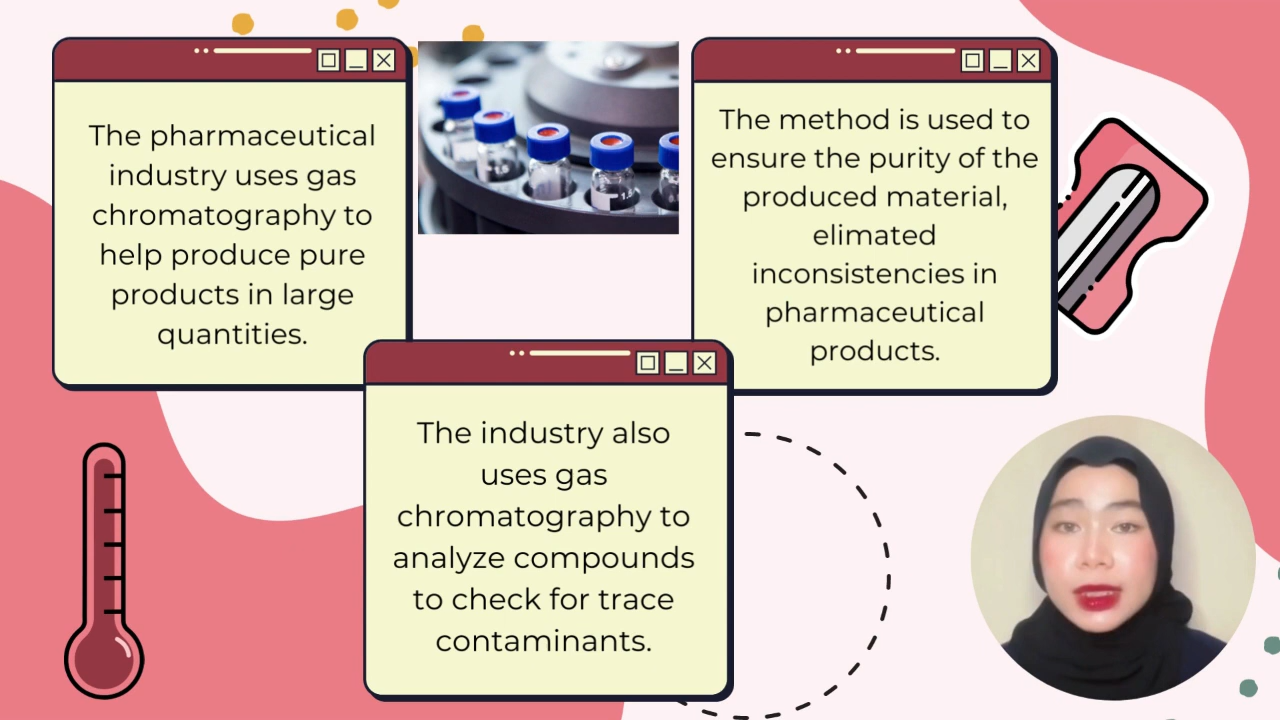 The pharmaceutical
industry uses gas
chromatography to
help produce pure
products in large
quantities.
The method is used to
ensure the purity of the
produced material,
elimated
inconsistencies in
pharmaceutical
products.
The industry also
uses gas
chromatography to
analyze compounds
to check for trace
contaminants.